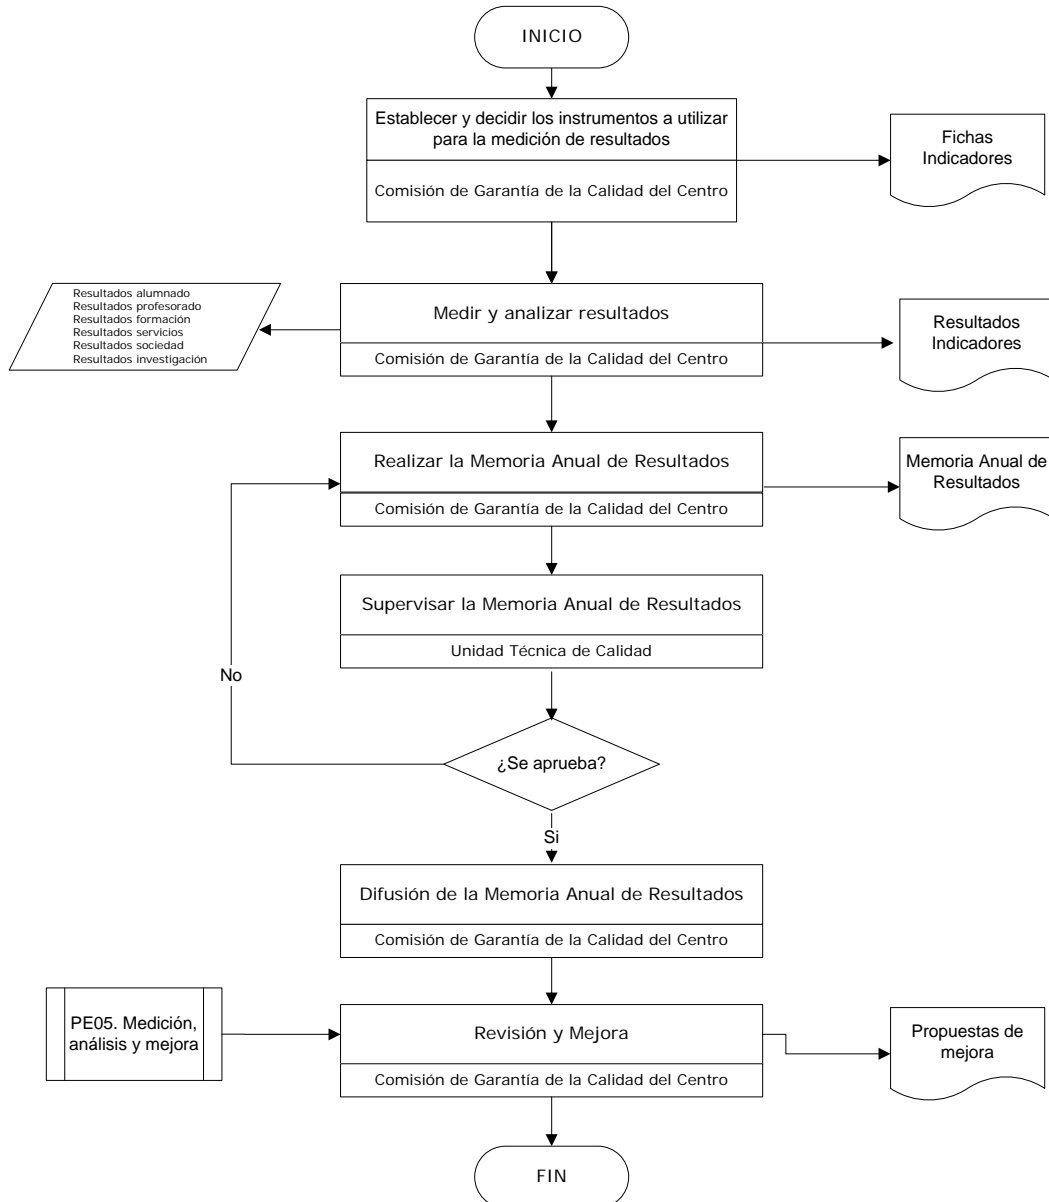 INICIO
Establecer y decidir los instrumentos a utilizar
para la medición de resultados
Comisión de Garantía de la Calidad del Centro
Fichas
Indicadores
Resultados alumnado
Resultados profesorado
Resultados formación
Resultados servicios
Resultados sociedad
Resultados investigación
Medir y analizar resultados
Comisión de Garantía de la Calidad del Centro
Resultados
Indicadores
Realizar la Memoria Anual de Resultados
Comisión de Garantía de la Calidad del Centro
Memoria Anual de
Resultados
Supervisar la Memoria Anual de Resultados
Unidad Técnica de Calidad
No
¿Se aprueba?
Si
Difusión de la Memoria Anual de Resultados
Comisión de Garantía de la Calidad del Centro
PE05. Medición,
análisis y mejora
Revisión y Mejora
Comisión de Garantía de la Calidad del Centro
Propuestas de
mejora
FIN